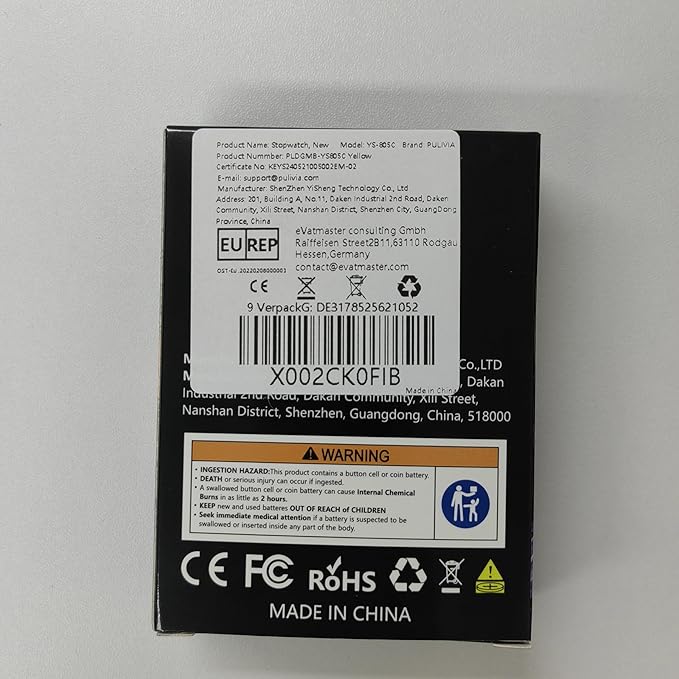 Product Name: Stopwatch, New Model: YS-805C Brand: PULIVIA
Product Nummber: PLDGMB-YS805C Yellow
Certificate No: KEYS240521005002EM-02
E-mail: support@pulivia.com
Manufacturer: ShenZhen YiSheng Technology Co., Ltd
Address: 201, Building A, No.11, Daken Industrial 2nd Road, Daken
Community, Xili Street, Nanshan District, Shenzhen City, GuangDong
Province, China
EU REP
eVatmaster consulting GmbH
Raiffeisen Street2B11,63110 Rodgau
Hessen,Germany
contact@evatmaster.com
OST-Eu 20220208000003
CE
9 VerpackG: DE3178525621052
X002CK0FIB
Made in China
Co.,LTD
Dakan
Industrial 2nd Road, Dakan Community, Xili Street,
Nanshan District, Shenzhen, Guangdong, China, 518000
WARNING
• INGESTION HAZARD:This product contains a button cell or coin battery.
• DEATH or serious injury can occur if ingested.
• A swallowed button cell or coin battery can cause Internal Chemical
Burns in as little as 2 hours.
• KEEP new and used batteres OUT OF REACH of CHILDREN
• Seek immediate medical attention if a battery is suspected to be
swallowed or inserted inside any part of the body.
CE FC RoHS
MADE IN CHINA